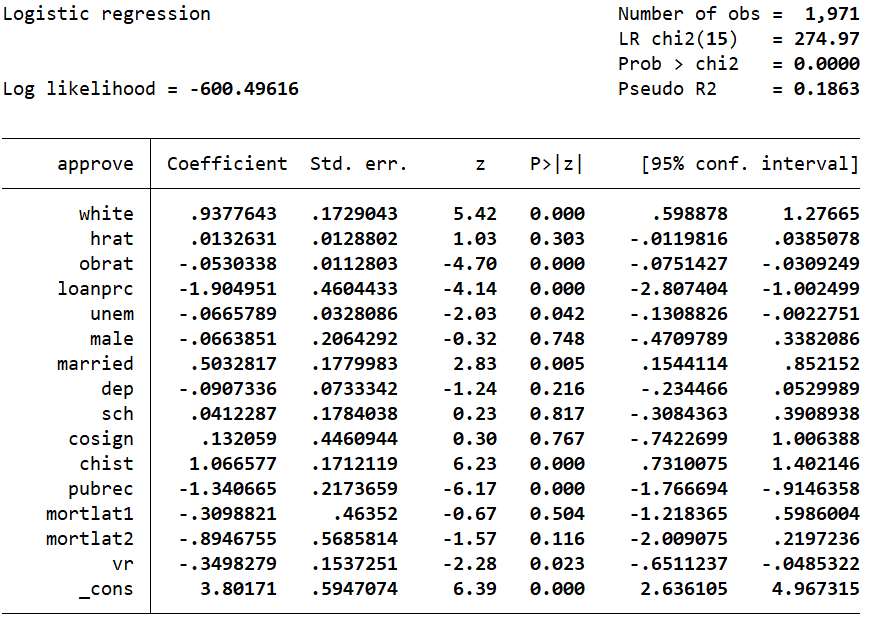 Logistic regression Number of obs = 1,971
LR chi2(15) = 274.97
Prob > chi2 = 0.0000
Log likelihood = -600.49616 Pseudo R2 = 0.1863
approve Coefficient Std. err. z P>|z| [95% conf. interval]
white .9377643 .1729043 5.42 0.000 .598878 1.27665
hrat .0132631 .0128802 1.03 0.303 -.0119816 .0385078
obrat -.0530338 .0112803 -4.70 0.000 -.0751427 -.0309249
loanprc -1.904951 .4604433 -4.14 0.000 -2.807404 -1.002499
unem -.0665789 .0328086 -2.03 0.042 -.1308826 -.0022751
male -.0663851 .2064292 -0.32 0.748 -.4709789 .3382086
married .5032817 .1779983 2.83 0.005 .1544114 .852152
dep -.0907336 .0733342 -1.24 0.216 -.234466 .0529989
sch .0412287 .1784038 0.23 0.817 -.3084363 .3908938
cosign .132059 .4460944 0.30 0.767 -.7422699 1.006388
chist 1.066577 .1712119 6.23 0.000 .7310075 1.402146
pubrec -1.340665 .2173659 -6.17 0.000 -1.766694 -.9146358
mortlat1 -.3098821 .46352 -0.67 0.504 -1.218365 .5986004
mortlat2 -.8946755 .5685814 -1.57 0.116 -2.009075 .2197236
vr -.3498279 .1537251 -2.28 0.023 -.6511237 -.0485322
_cons 3.80171 .5947074 6.39 0.000 2.636105 4.967315